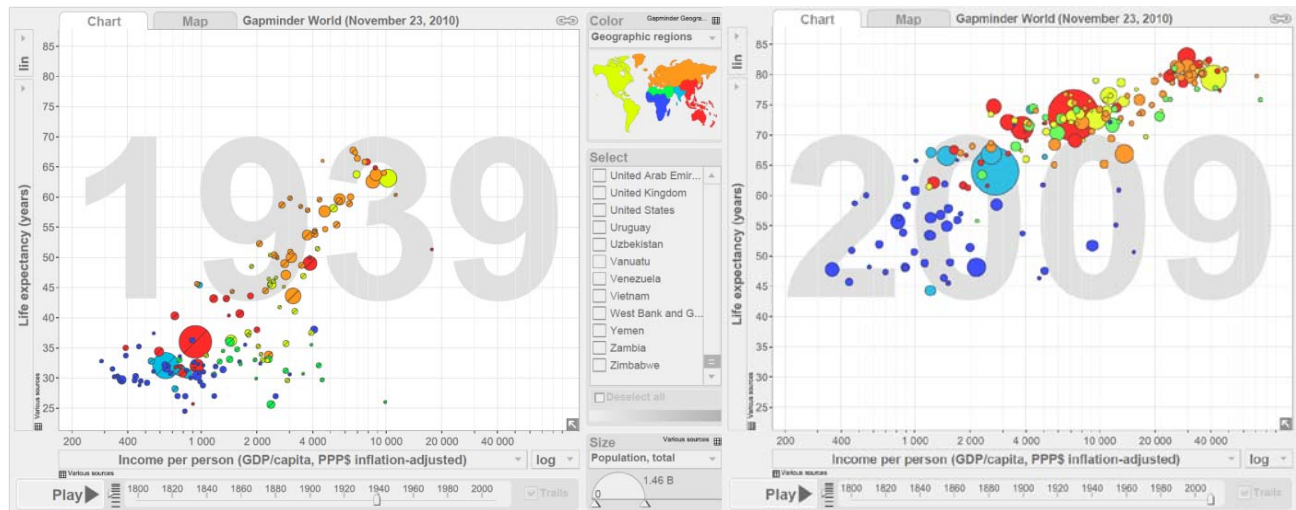 Chart Map Gapminder World (November 23, 2010)
lin
Life expectancy (years)
Various sources
85
80
75
70
65
60
55
50
45
40
35
30
25
1939
200 400 1 000 2 000 4 000 10 000 20 000 40 000
Income per person (GDP/capita, PPP$ inflation-adjusted) log
Various sources
Play 1800 1820 1840 1860 1880 1900 1920 1940 1960 1980 2000 Trails
Color Gapminder Geogra...
Geographic regions
Select
United Arab Emir...
United Kingdom
United States
Uruguay
Uzbekistan
Vanuatu
Venezuela
Vietnam
West Bank and G...
Yemen
Zambia
Zimbabwe
Deselect all
Size Various sources
Population, total
1.46 B
0
Chart Map Gapminder World (November 23, 2010)
lin
Life expectancy (years)
Various sources
85
80
75
70
65
60
55
50
45
40
35
30
25
2009
200 400 1 000 2 000 4 000 10 000 20 000 40 000
Income per person (GDP/capita, PPP$ inflation-adjusted) log
Various sources
Play 1800 1820 1840 1860 1880 1900 1920 1940 1960 1980 2000 Trails